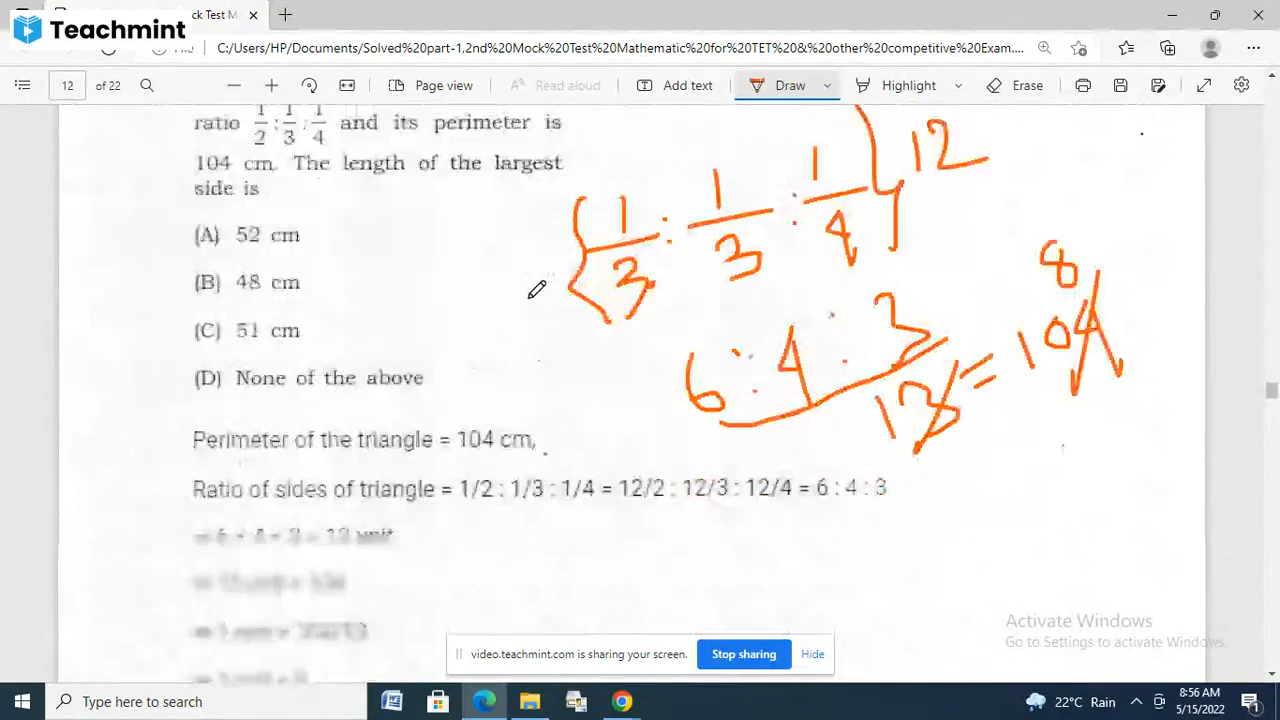 Teachmint
ck Test Ma
C:/Users/HP/Documents/Solved%20part-1,2nd%20Mock%20Test%20Mathematic%20for%20TET%20&%20other%20competitive%20Exam....
12 of 22
Page view
Read aloud
Add text
Draw
Highlight
Erase
ratio 1/2 : 1/3 : 1/4 and its perimeter is
104 cm. The length of the largest
side is
(A) 52 cm
(B) 48 cm
(C) 51 cm
(D) None of the above
1/3 : 1/3 : 1/4 12
6 : 4 : 3
13 = 104
8
Perimeter of the triangle = 104 cm,
Ratio of sides of triangle = 1/2 : 1/3 : 1/4 = 12/2 : 12/3 : 12/4 = 6 : 4 : 3
Activate Windows
Go to Settings to activate Windows.
video.teachmint.com is sharing your screen.
Stop sharing
Hide
Type here to search
22°C Rain
8:56 AM
5/15/2022